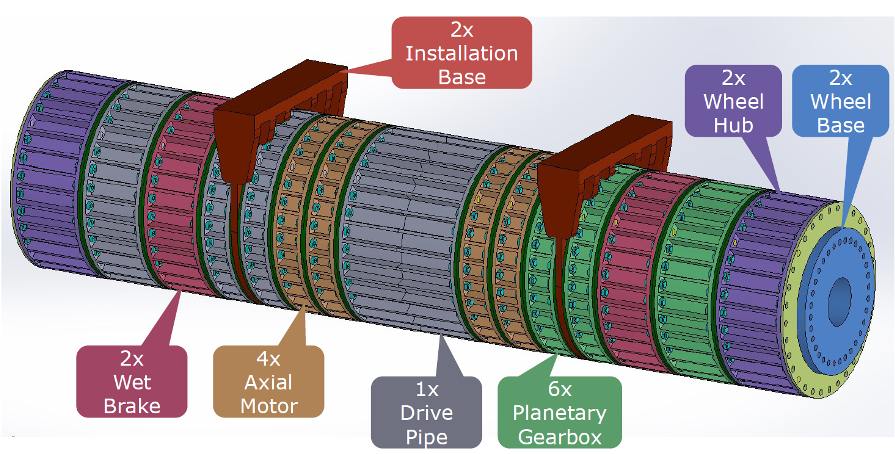 2x
Installation
Base
2x
Wheel
Hub
2x
Wheel
Base
2x
Wet
Brake
4x
Axial
Motor
1x
Drive
Pipe
6x
Planetary
Gearbox